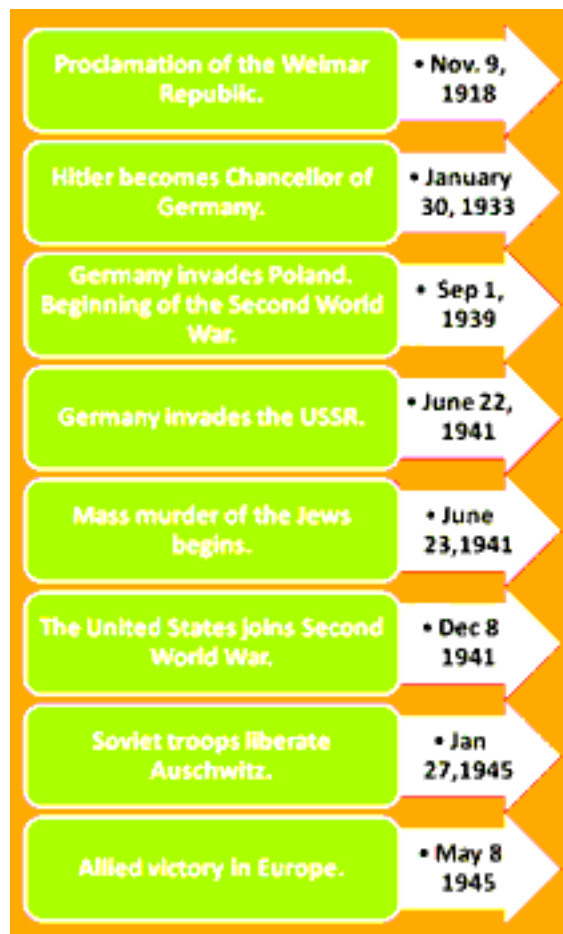 Proclamation of the Weimar
Republic.
• Nov. 9,
1918
Hitler becomes Chancellor of
Germany.
• January
30, 1933
Germany invades Poland.
Beginning of the Second World
War.
• Sep 1,
1939
Germany invades the USSR.
• June 22,
1941
Mass murder of the Jews
begins.
• June
23,1941
The United States joins Second
World War.
• Dec 8
1941
Soviet troops liberate
Auschwitz.
• Jan
27,1945
Allied victory in Europe.
• May 8
1945